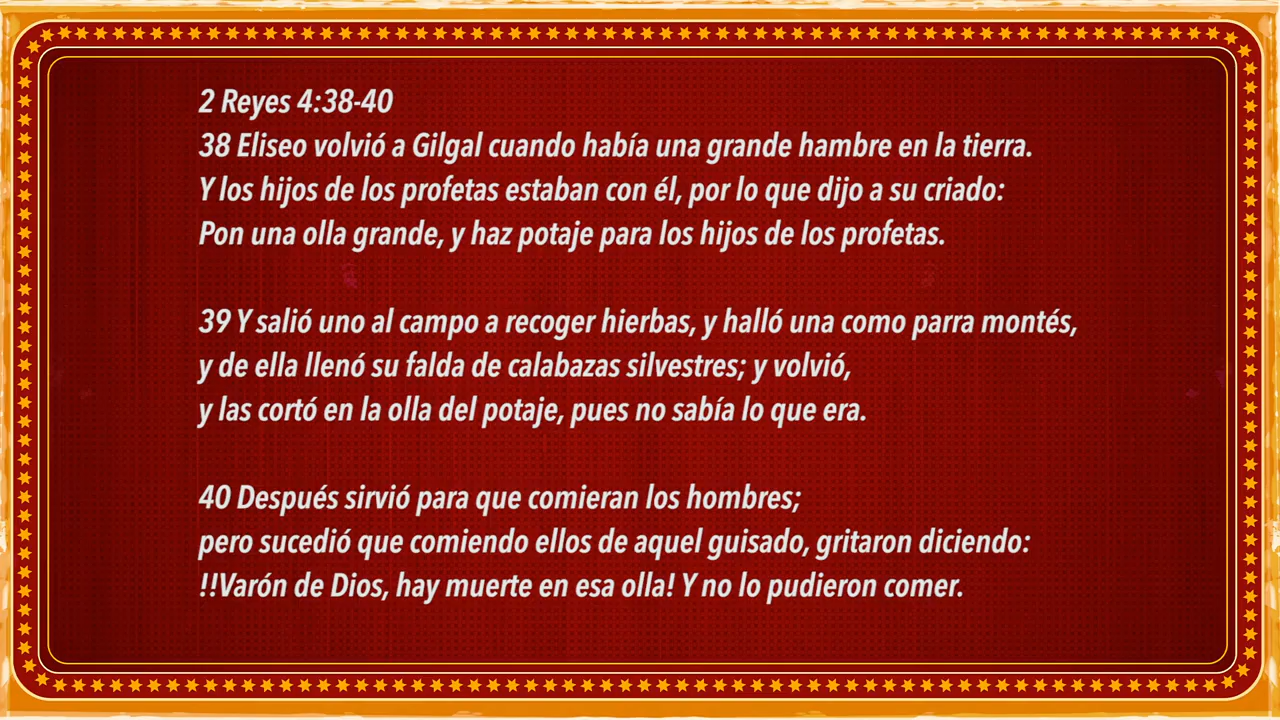 2 Reyes 4:38-40
38 Eliseo volvió a Gilgal cuando había una grande hambre en la tierra.
Y los hijos de los profetas estaban con él, por lo que dijo a su criado:
Pon una olla grande, y haz potaje para los hijos de los profetas.
39 Y salió uno al campo a recoger hierbas, y halló una como parra montés,
y de ella llenó su falda de calabazas silvestres; y volvió,
y las cortó en la olla del potaje, pues no sabía lo que era.
40 Después sirvió para que comieran los hombres;
pero sucedió que comiendo ellos de aquel guisado, gritaron diciendo:
!!Varón de Dios, hay muerte en esa olla! Y no lo pudieron comer.